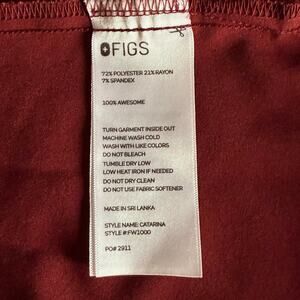 FIGS
72% POLYESTER 21% RAYON
7% SPANDEX
100% AWESOME
TURN GARMENT INSIDE OUT
MACHINE WASH COLD
WASH WITH LIKE COLORS
DO NOT BLEACH
TUMBLE DRY LOW
LOW HEAT IRON IF NEEDED
DO NOT DRY CLEAN
DO NOT USE FABRIC SOFTENER
MADE IN SRI LANKA
STYLE NAME: CATARINA
STYLE #:FW1000
PO# 2911